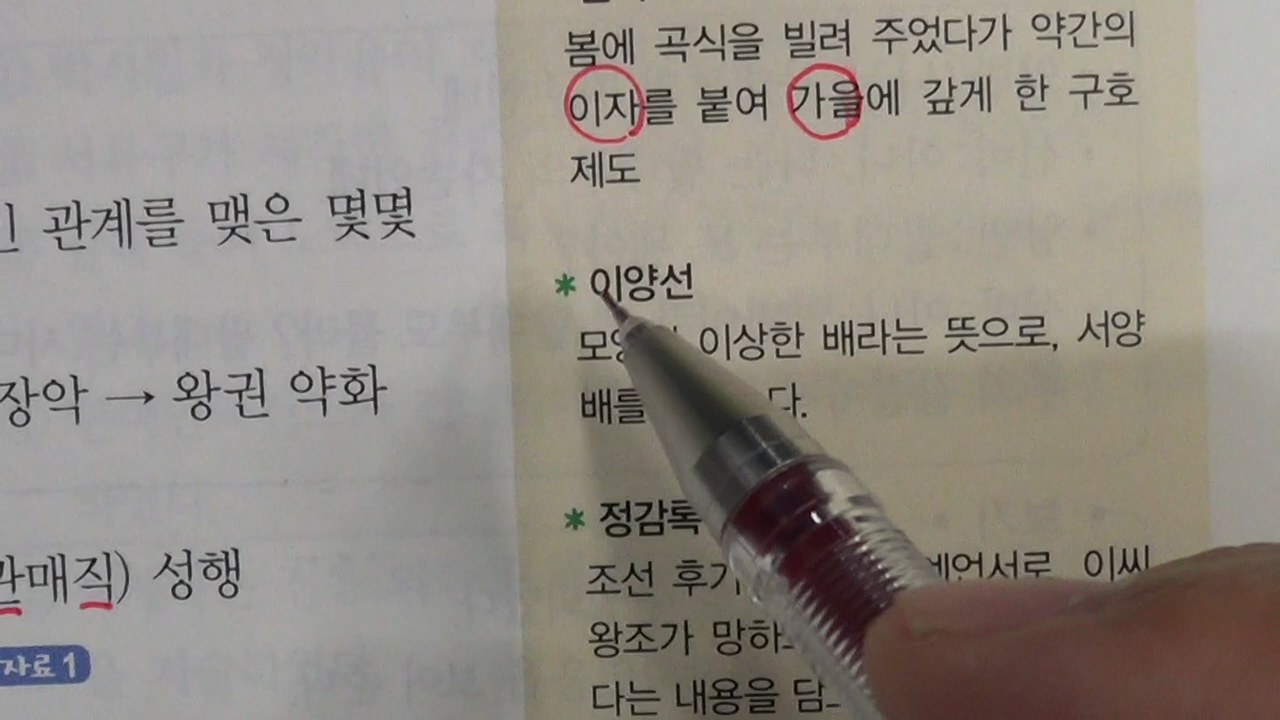 관계를 맺은 몇몇
장악 → 왕권 약화
매직) 성행
자료 1
봄에 곡식을 빌려 주었다가 약간의
이자를 붙여 가을에 갚게 한 구호
제도
* 이양선
이상한 배라는 뜻으로, 서양
배를
* 정감록
조선 후기 이씨
왕조가
다는 내용을